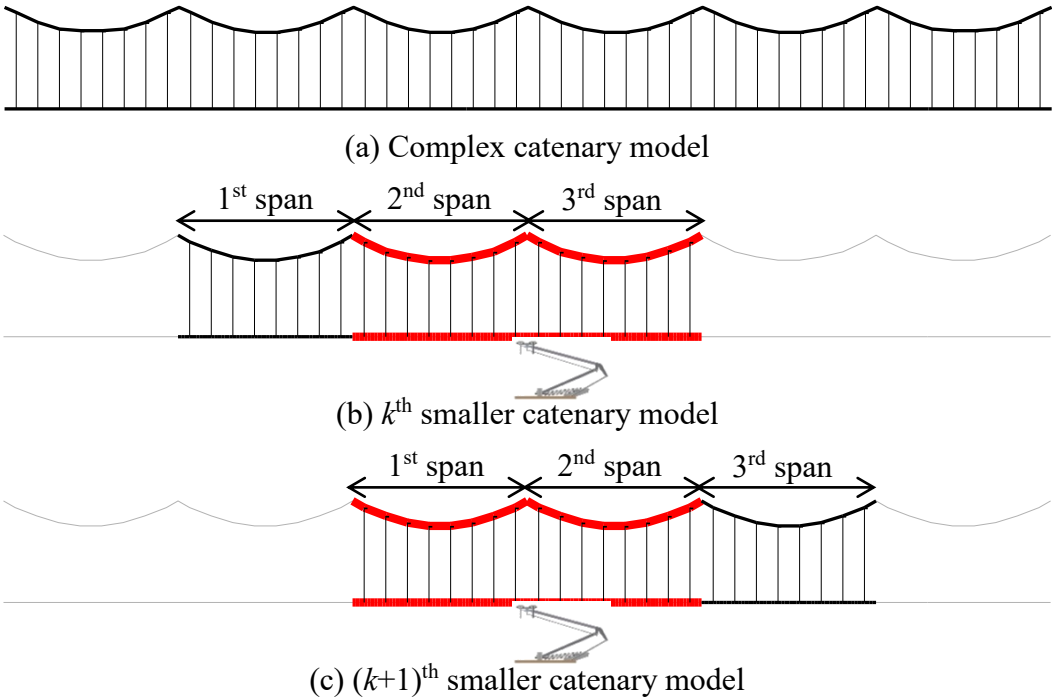 (a) Complex catenary model
1st span 2nd span 3rd span
(b) kth smaller catenary model
1st span 2nd span 3rd span
(c) (k+1)th smaller catenary model